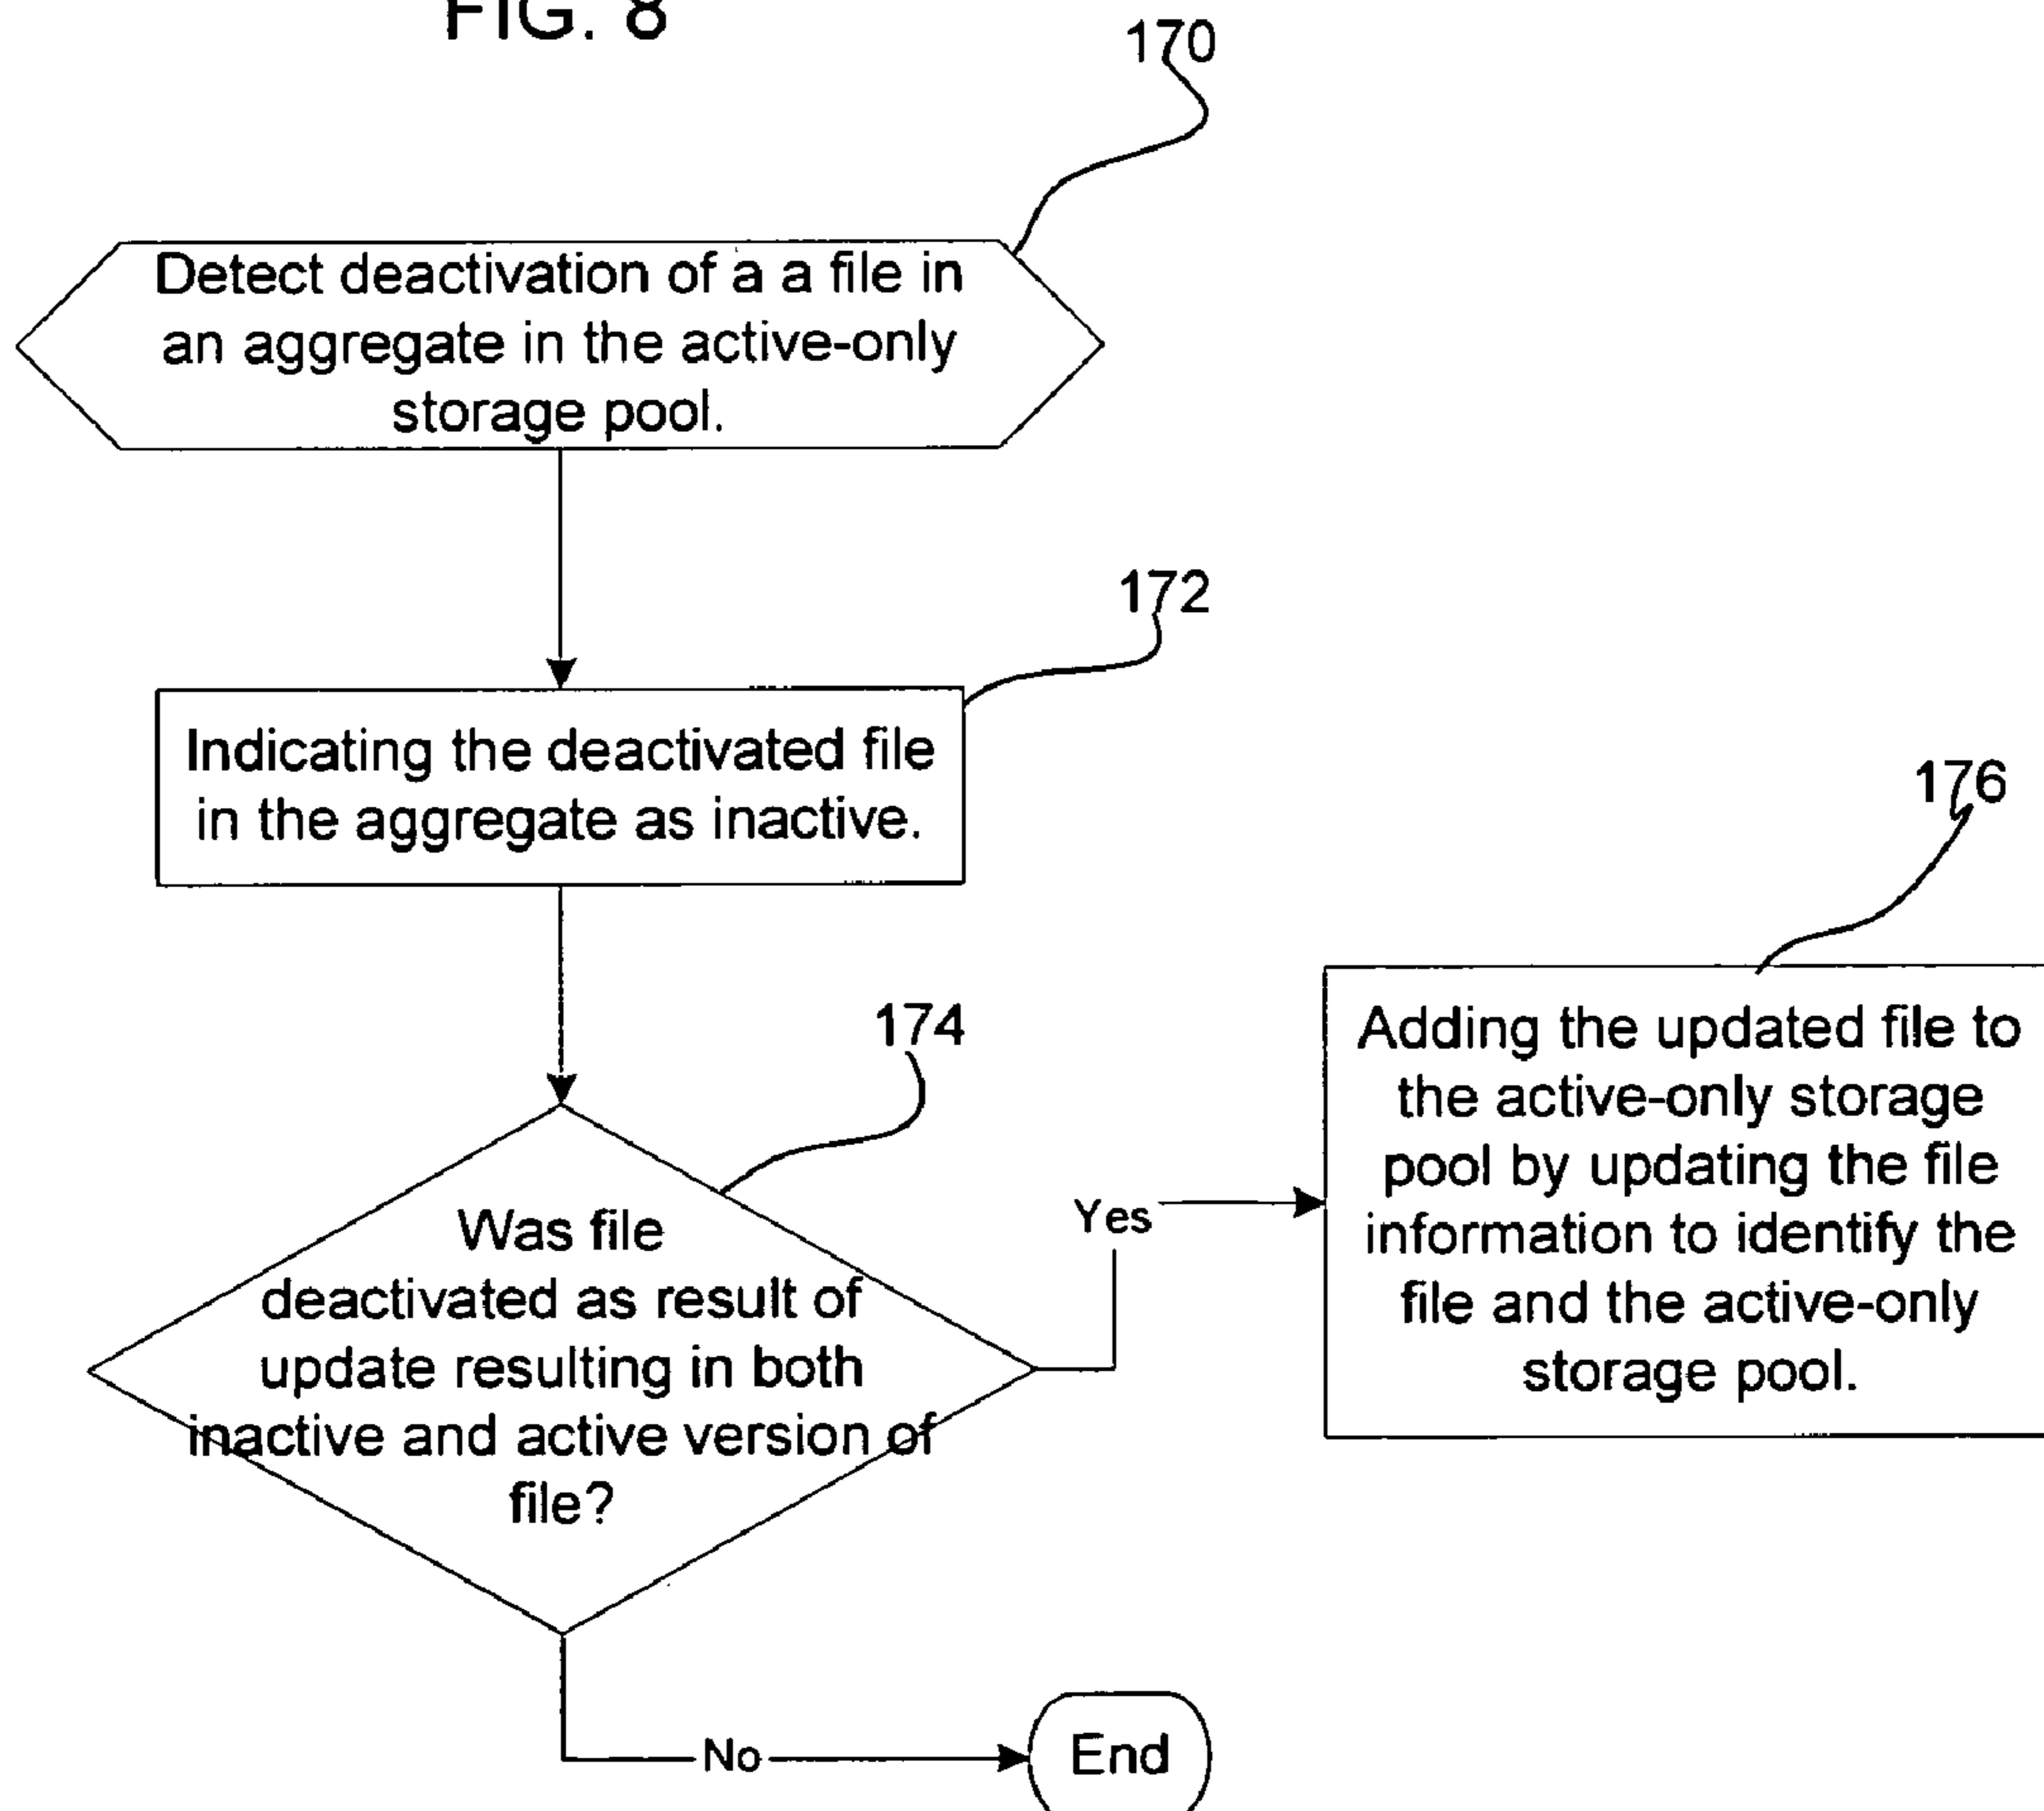 FIG. 8
170
Detect deactivation of a a file in
an aggregate in the active-only
storage pool.
172
Indicating the deactivated file
in the aggregate as inactive.
174
Was file
deactivated as result of
update resulting in both
inactive and active version of
file?
Yes
176
Adding the updated file to
the active-only storage
pool by updating the file
information to identify the
file and the active-only
storage pool.
No
End